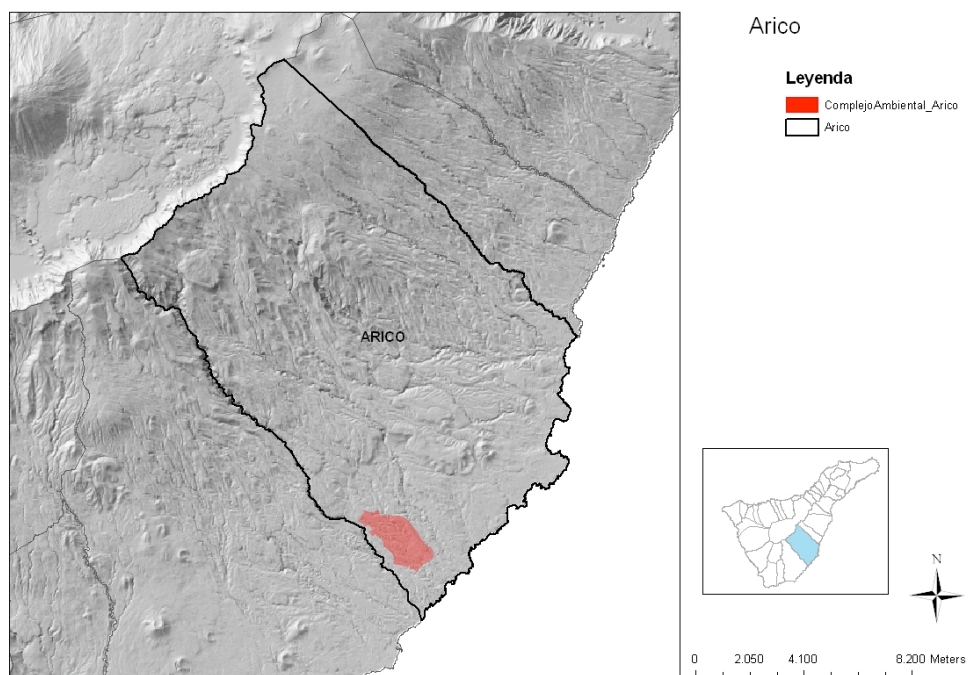 Arico
Leyenda
ComplejoAmbiental_Arico
Arico
ARICO
N
0 2.050 4.100 8.200 Meters